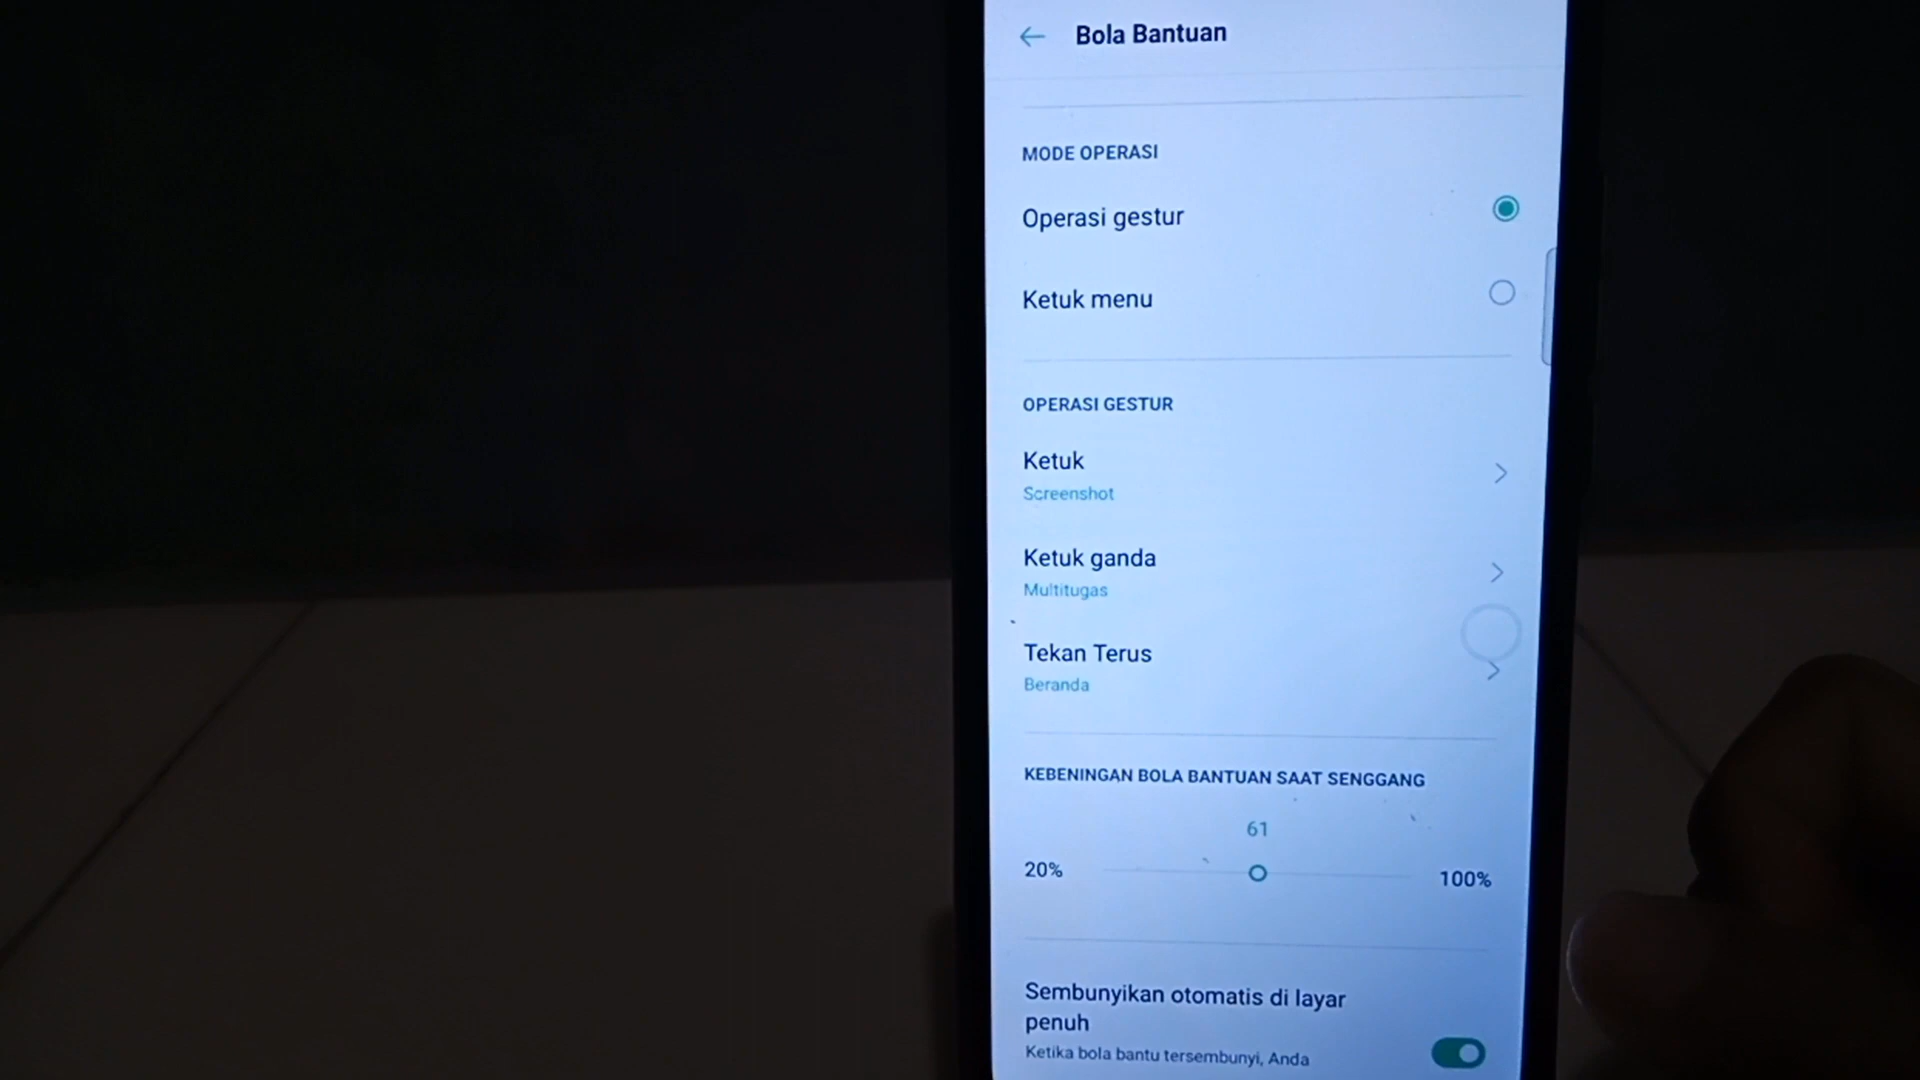 Bola Bantuan
MODE OPERASI
Operasi gestur
Ketuk menu
OPERASI GESTUR
Ketuk
Screenshot
Ketuk ganda
Multitugas
Tekan Terus
Beranda
KEBENINGAN BOLA BANTUAN SAAT SENGGANG
61
20% 100%
Sembunyikan otomatis di layar
penuh
Ketika bola bantu tersembunyi, Anda